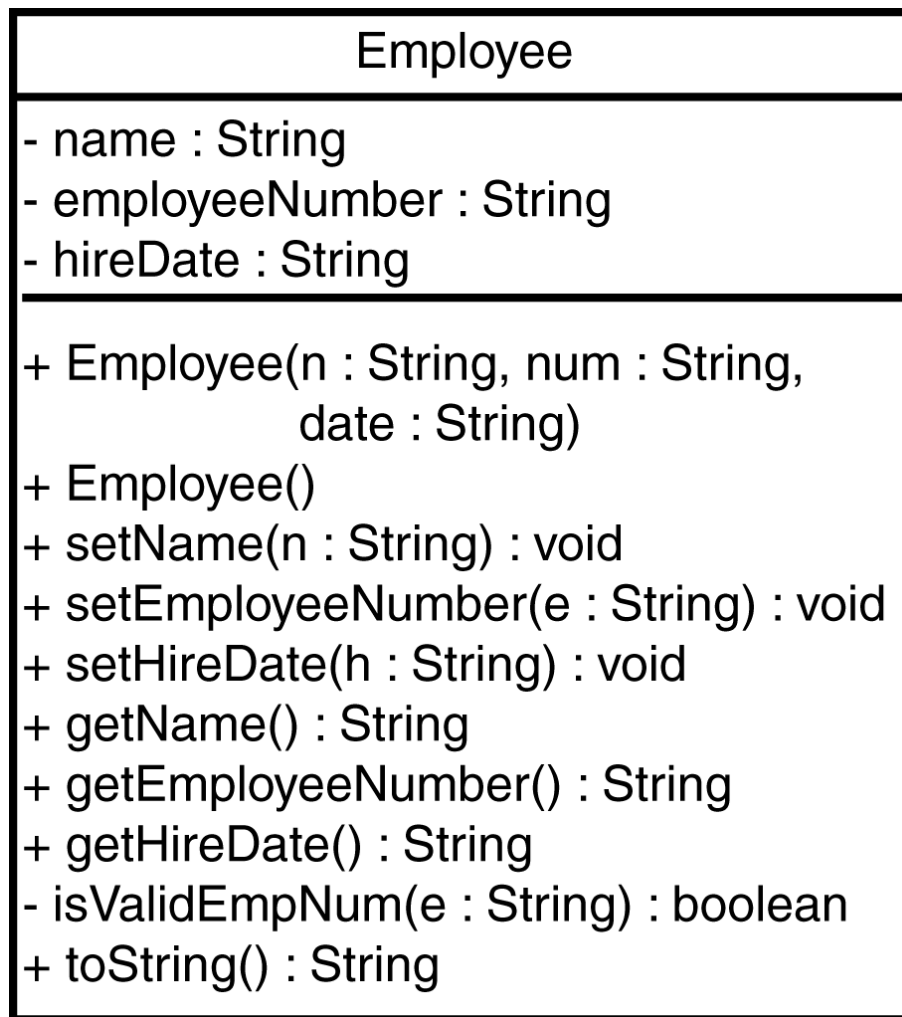 Employee
- name : String
- employeeNumber : String
- hireDate : String
+ Employee(n : String, num : String,
date : String)
+ Employee()
+ setName(n : String) : void
+ setEmployeeNumber(e : String) : void
+ setHireDate(h : String) : void
+ getName() : String
+ getEmployeeNumber() : String
+ getHireDate() : String
- isValidEmpNum(e : String) : boolean
+ toString() : String